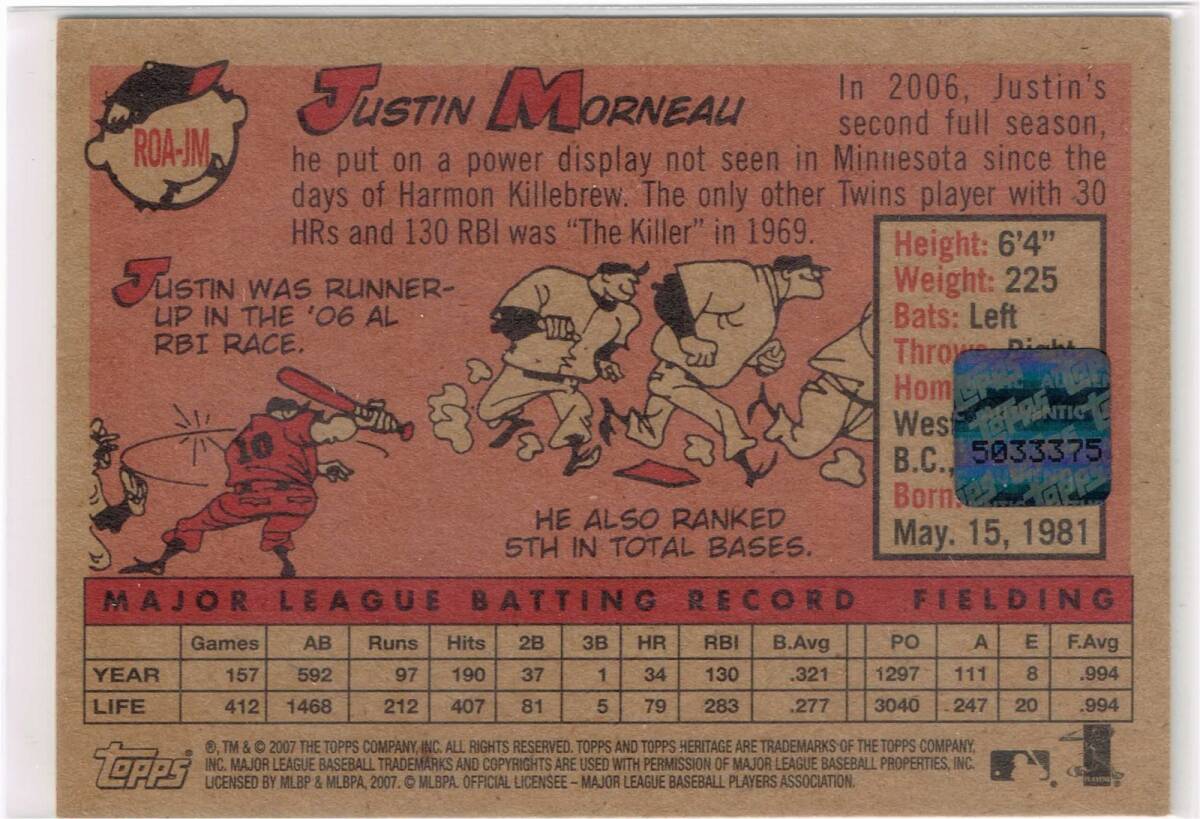 ROA-JM
JUSTIN MORNEAU
In 2006, Justin's
second full season,
he put on a power display not seen in Minnesota since the
days of Harmon Killebrew. The only other Twins player with 30
HRs and 130 RBI was “The Killer” in 1969.
JUSTIN WAS RUNNER-
UP IN THE '06 AL
RBI RACE.
10
HE ALSO RANKED
5TH IN TOTAL BASES.
Height: 6'4”
Weight: 225
Bats: Left
Throws: Right
Hom
Wes
B.C.,
Born:
May. 15, 1981
AUTHENTIC
Topps
5033375
MAJOR LEAGUE BATTING RECORD FIELDING
Games AB Runs Hits 2B 3B HR RBI B.Avg PO A E F.Avg
YEAR 157 592 97 190 37 1 34 130 .321 1297 111 8 .994
LIFE 412 1468 212 407 81 5 79 283 .277 3040 247 20 .994
Topps
®, TM & © 2007 THE TOPPS COMPANY, INC. ALL RIGHTS RESERVED. TOPPS AND TOPPS HERITAGE ARE TRADEMARKS OF THE TOPPS COMPANY,
INC. MAJOR LEAGUE BASEBALL TRADEMARKS AND COPYRIGHTS ARE USED WITH PERMISSION OF MAJOR LEAGUE BASEBALL PROPERTIES, INC.
LICENSED BY MLBP & MLBPA, 2007. © MLBPA. OFFICIAL LICENSEE – MAJOR LEAGUE BASEBALL PLAYERS ASSOCIATION.